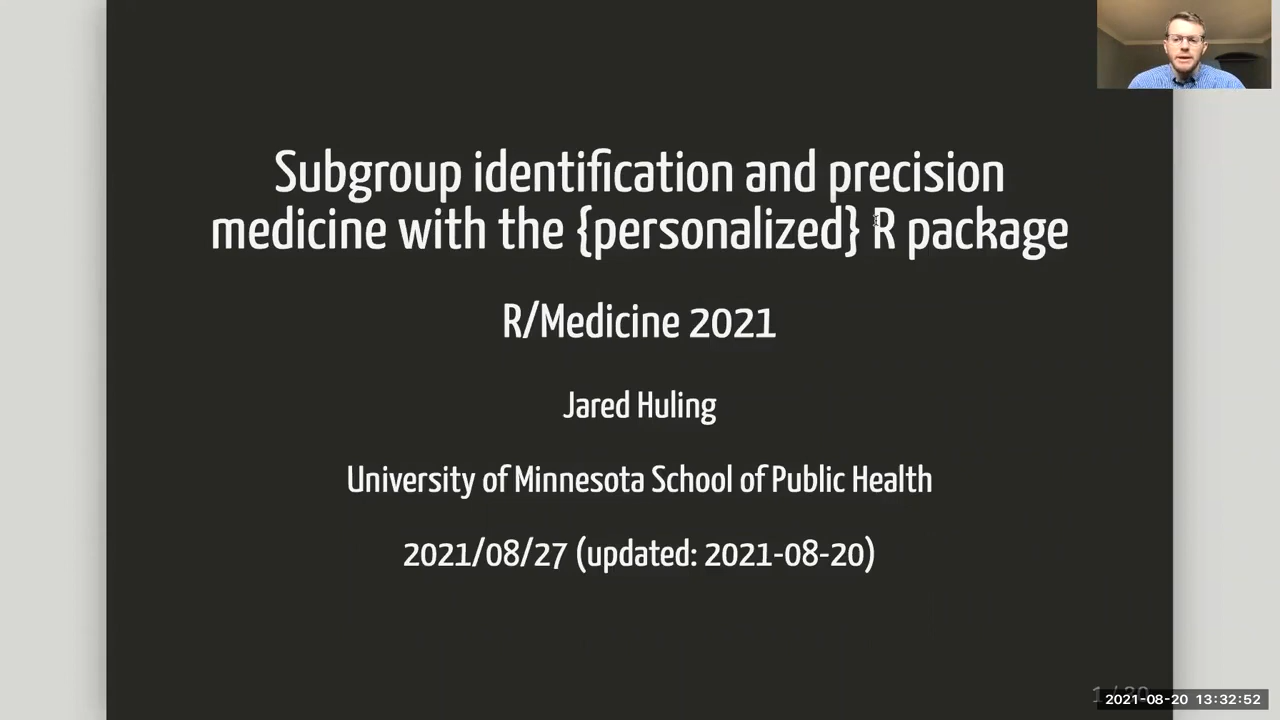 Subgroup identification and precision
medicine with the {personalized} R package
R/Medicine 2021
Jared Huling
University of Minnesota School of Public Health
2021/08/27 (updated: 2021-08-20)
2021-08-20 13:32:52